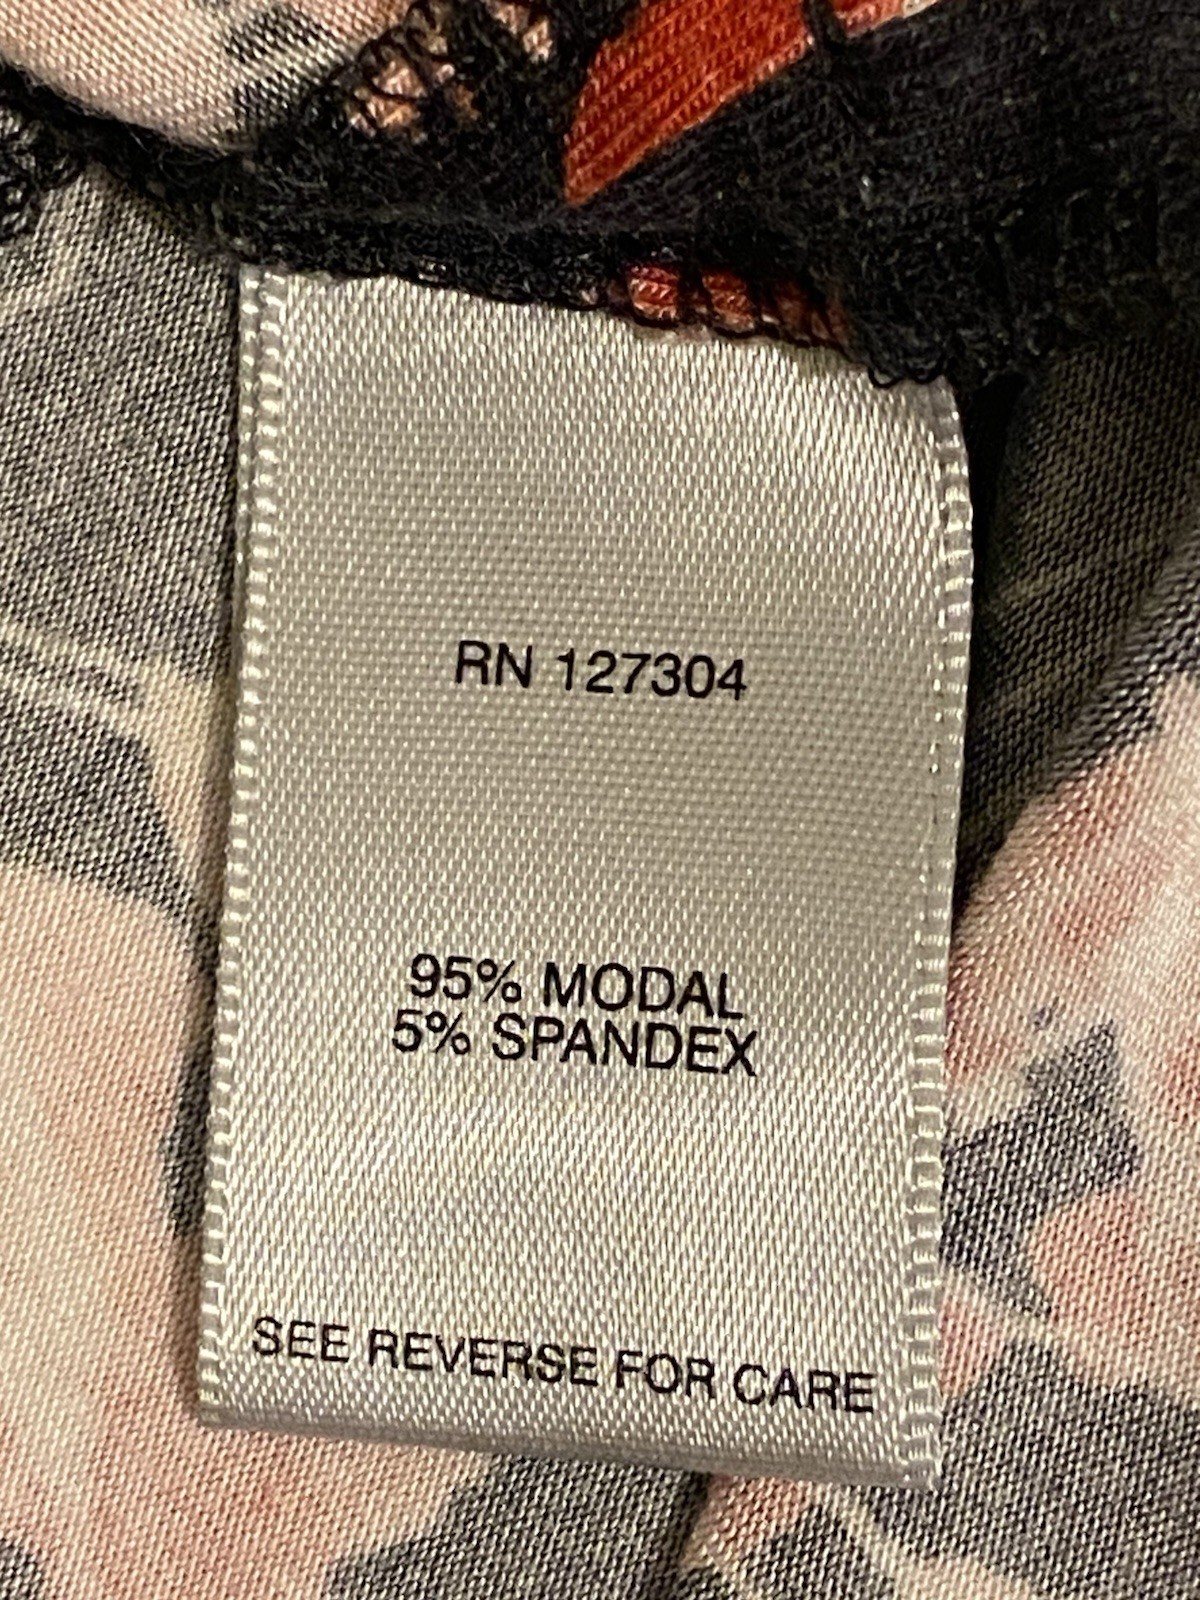 RN 127304
95% MODAL
5% SPANDEX
SEE REVERSE FOR CARE